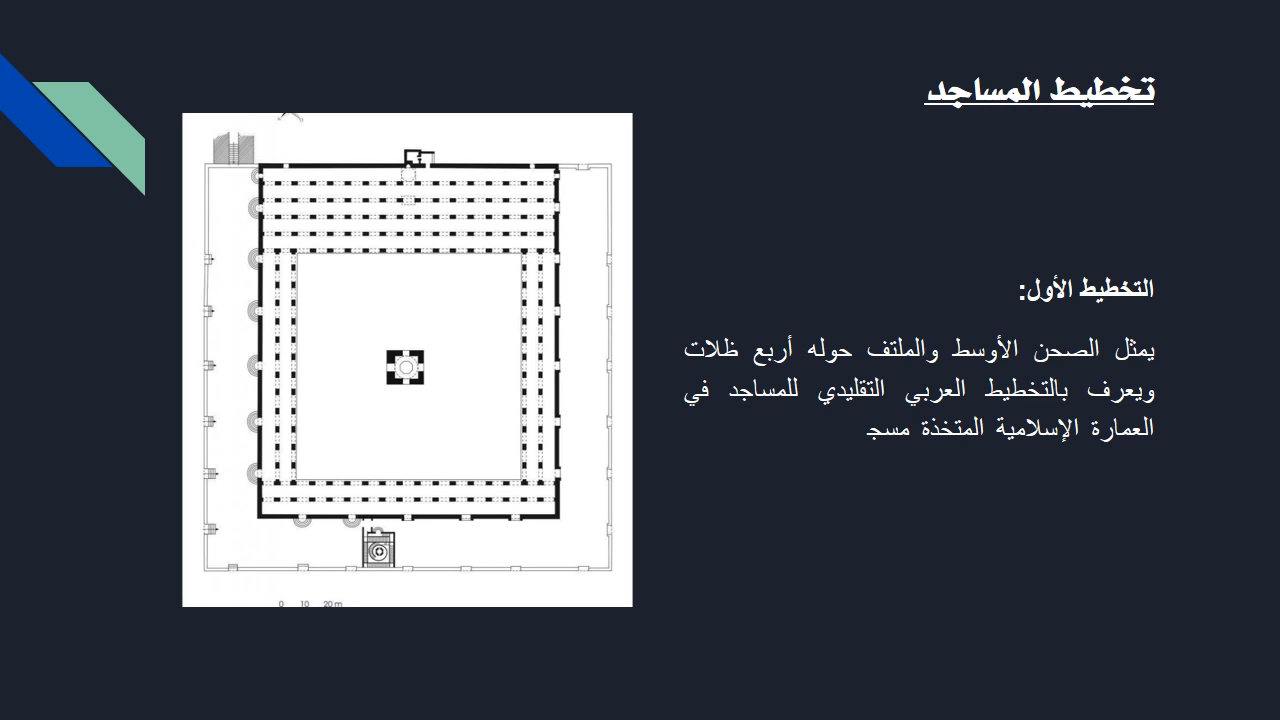 تخطيط المساجد
التخطيط الأول:
يمثل الصحن الأوسط والملتف حوله أربع ظلات
ويعرف بالتخطيط العربي التقليدي للمساجد في
العمارة الإسلامية المتخذة مسج
0 10 20 m